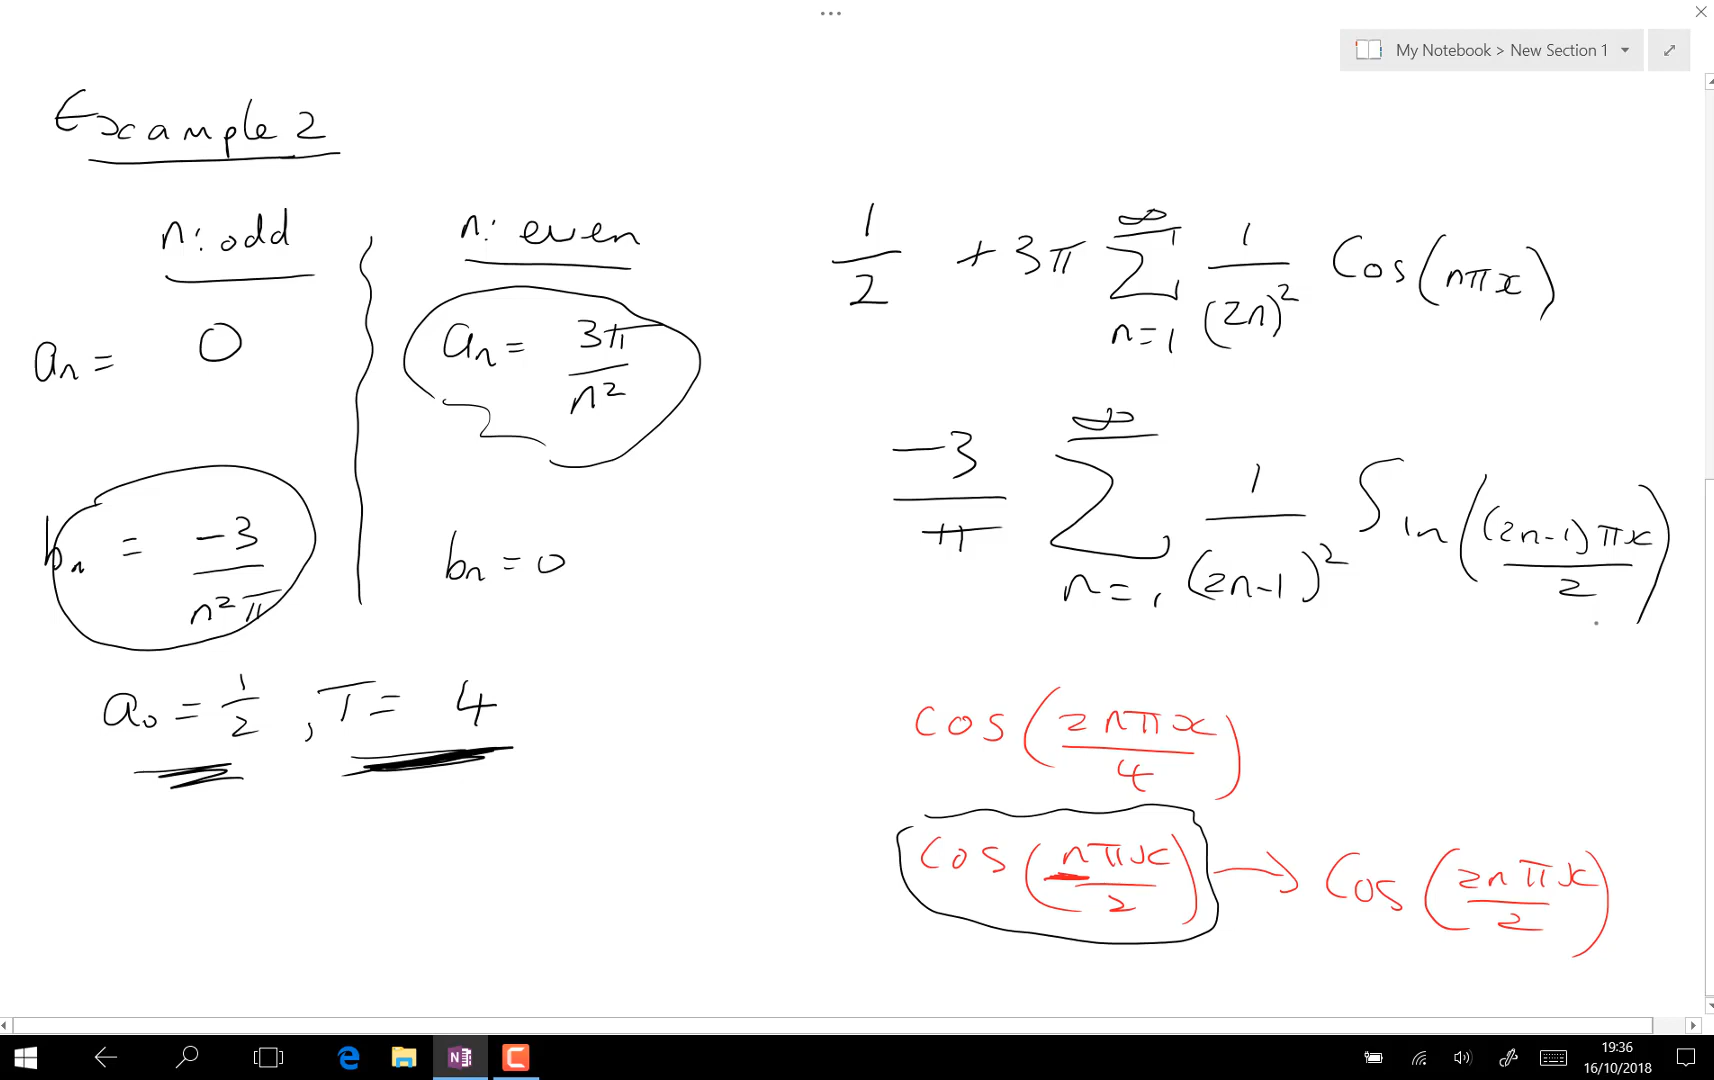 My Notebook > New Section 1
Example 2
n: odd
n: even
aₙ = 0
aₙ = 3π/n²
bₙ = -3/(n²π)
bₙ = 0
a₀ = 1/2 , T = 4
1/2 + 3π ∑_{n=1}^{∞} 1/(2n)² Cos(nπx)
-3/π ∑_{n=1}^{∞} 1/(2n-1)² Sin((2n-1)πx/2)
cos(2nπx/4)
cos(nπx/2) → Cos(2nπx/2)
19:36
16/10/2018